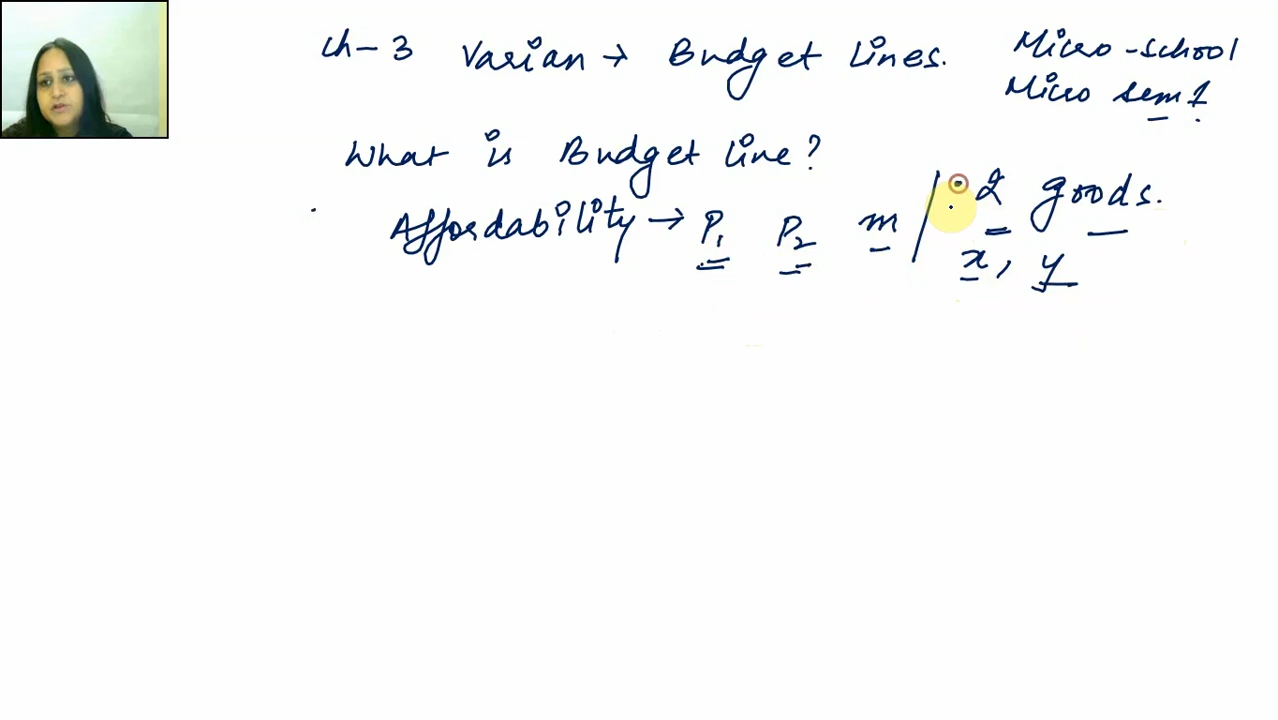 Ch - 3 Varian → Budget Lines.
Micro - school
Micro sem 1
What is Budget Line?
Affordability → P1 P2 m / 2 goods.
x, y